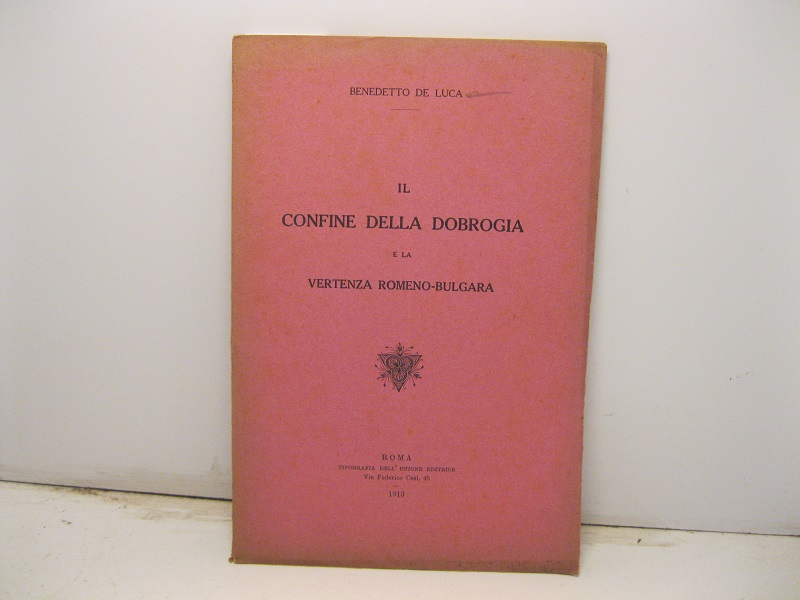 BENEDETTO DE LUCA
IL
CONFINE DELLA DOBROGIA
E LA
VERTENZA ROMENO-BULGARA
ROMA
TIPOGRAFIA DELL' UNIONE EDITRICE
Via Federico Cesi, 45
1913